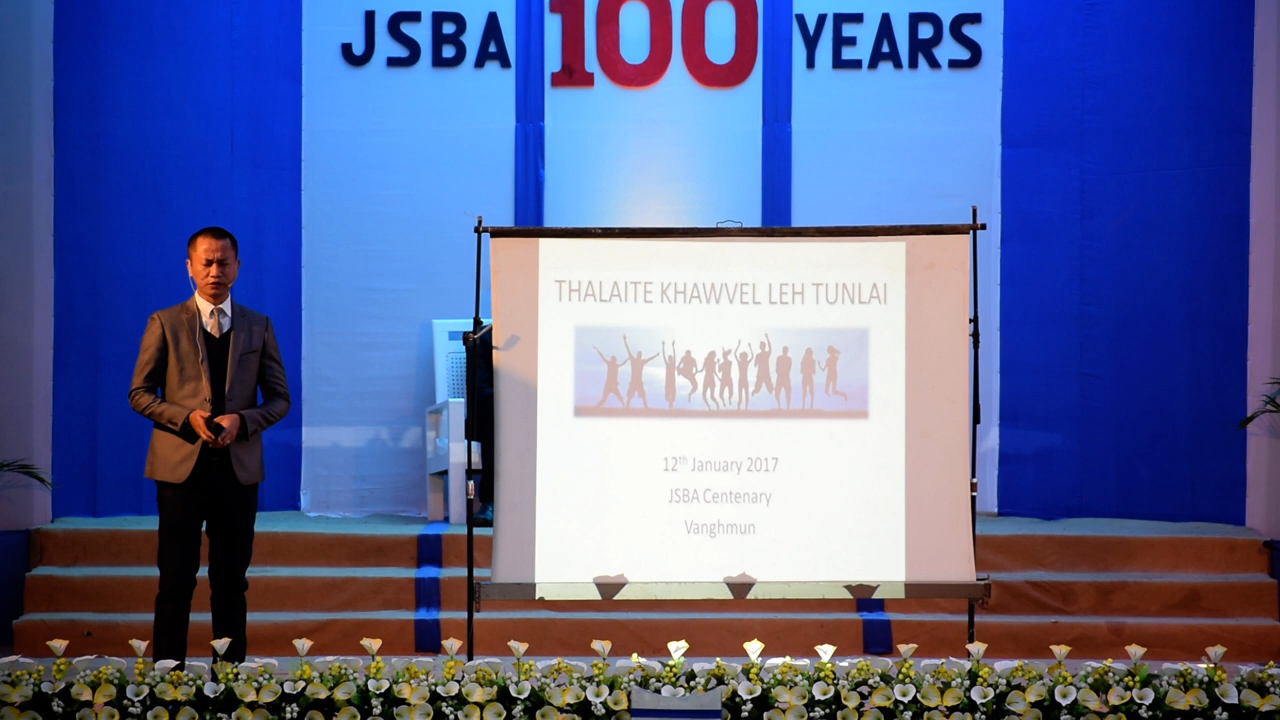 JSBA 100 YEARS
THALAITE KHAWVEL LEH TUNLAI
12th January 2017
JSBA Centenary
Vanghmun